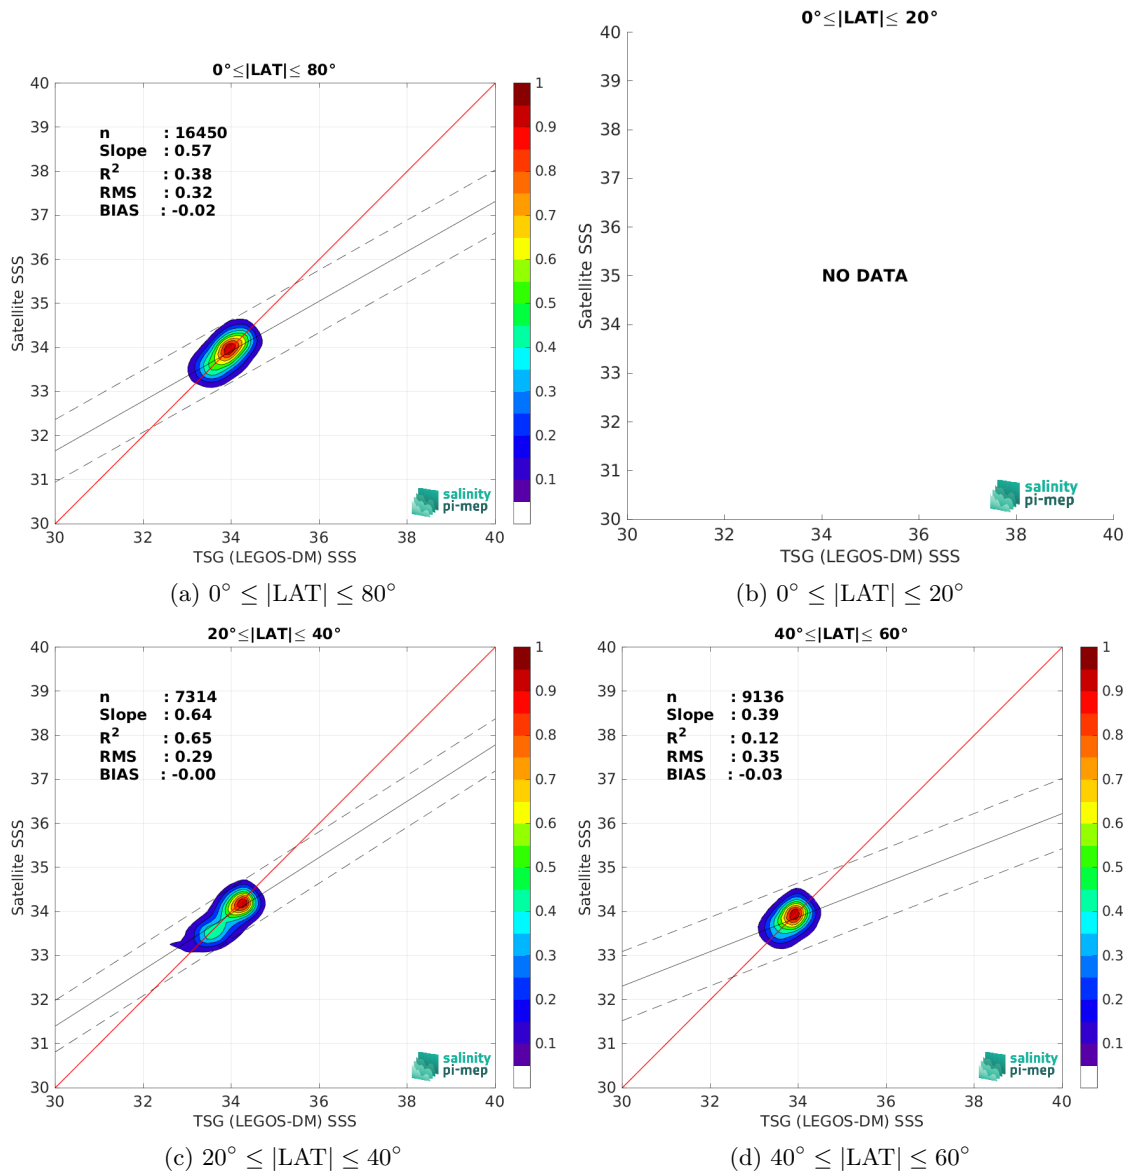 0°≤|LAT|≤ 80°
40
39
38
37
36
35
34
33
32
31
30
Satellite SSS
n : 16450
Slope : 0.57
R² : 0.38
RMS : 0.32
BIAS : -0.02
salinity
pi-mep
30 32 34 36 38 40
TSG (LEGOS-DM) SSS
1
0.9
0.8
0.7
0.6
0.5
0.4
0.3
0.2
0.1
(a) 0° ≤ |LAT| ≤ 80°
0°≤|LAT|≤ 20°
40
39
38
37
36
35
34
33
32
31
30
Satellite SSS
NO DATA
salinity
pi-mep
30 32 34 36 38 40
TSG (LEGOS-DM) SSS
(b) 0° ≤ |LAT| ≤ 20°
20°≤|LAT|≤ 40°
40
39
38
37
36
35
34
33
32
31
30
Satellite SSS
n : 7314
Slope : 0.64
R² : 0.65
RMS : 0.29
BIAS : -0.00
salinity
pi-mep
30 32 34 36 38 40
TSG (LEGOS-DM) SSS
1
0.9
0.8
0.7
0.6
0.5
0.4
0.3
0.2
0.1
(c) 20° ≤ |LAT| ≤ 40°
40°≤|LAT|≤ 60°
40
39
38
37
36
35
34
33
32
31
30
Satellite SSS
n : 9136
Slope : 0.39
R² : 0.12
RMS : 0.35
BIAS : -0.03
salinity
pi-mep
30 32 34 36 38 40
TSG (LEGOS-DM) SSS
1
0.9
0.8
0.7
0.6
0.5
0.4
0.3
0.2
0.1
(d) 40° ≤ |LAT| ≤ 60°